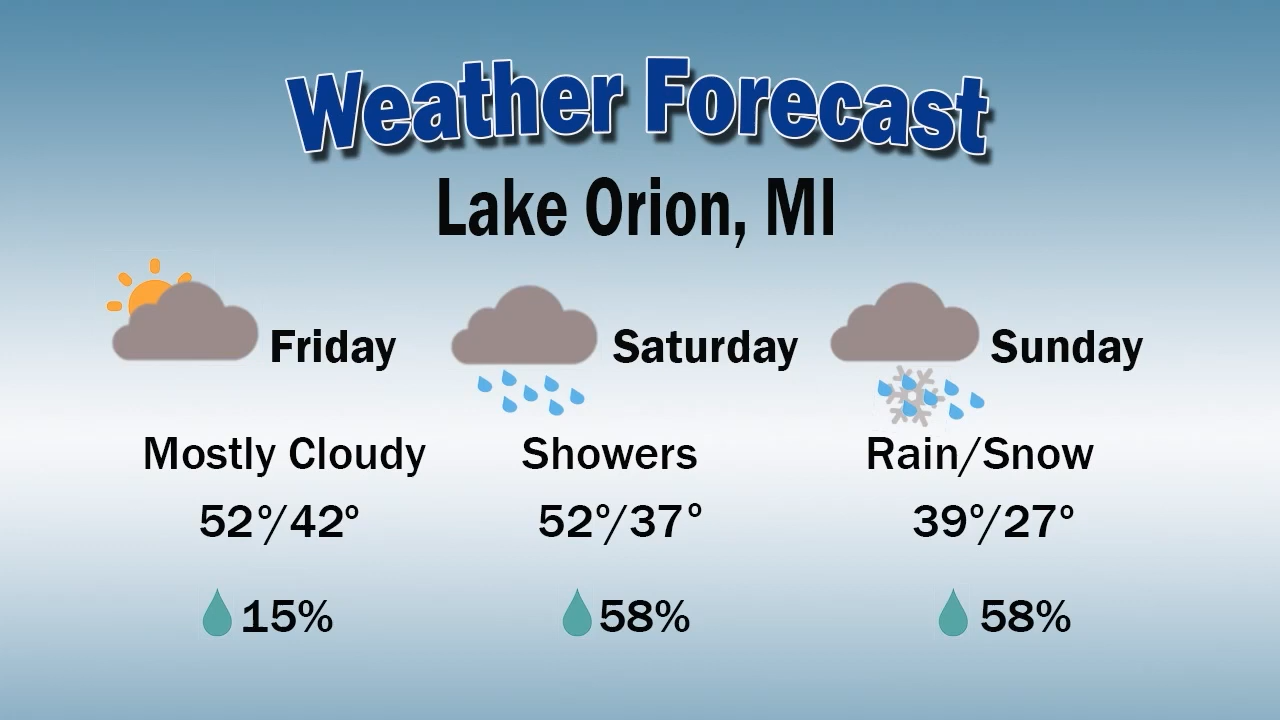 Weather Forecast
Lake Orion, MI
Friday
Saturday
Sunday
Mostly Cloudy
Showers
Rain/Snow
52°/42°
52°/37°
39°/27°
15%
58%
58%